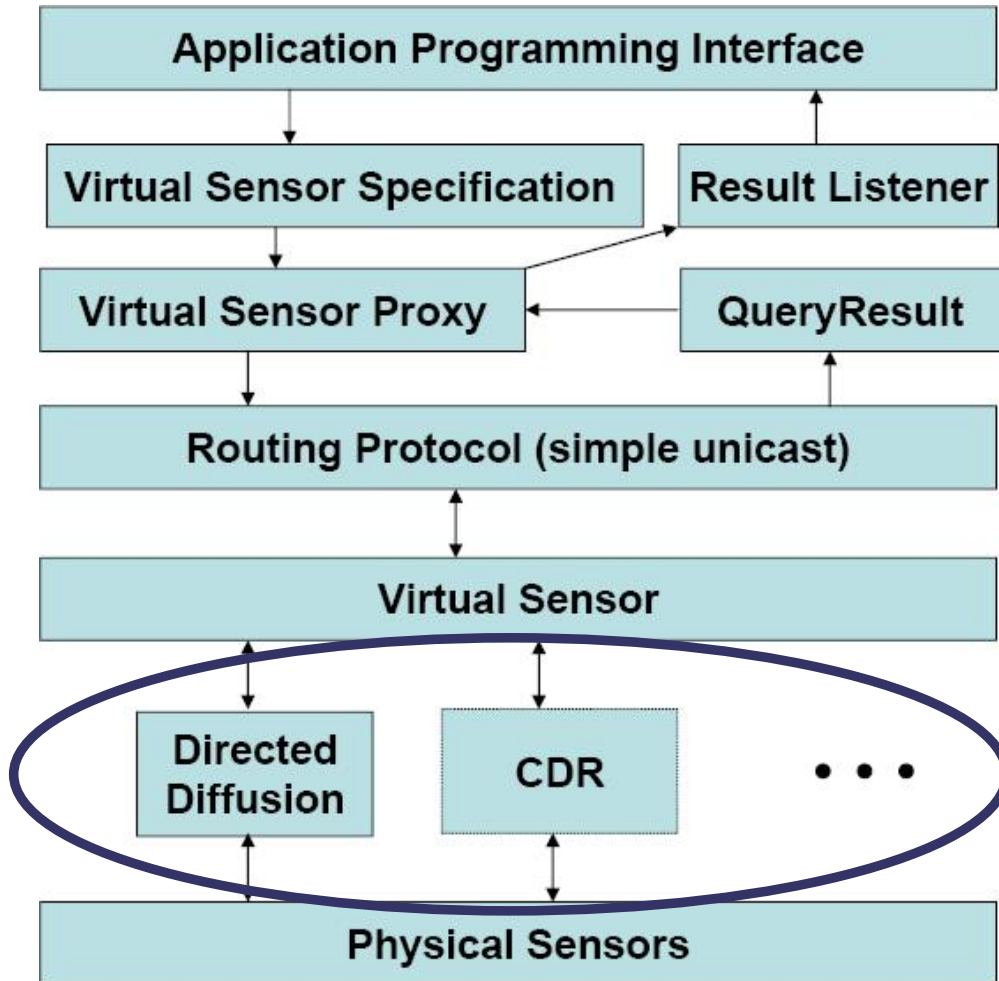 Application Programming Interface
Virtual Sensor Specification
Result Listener
Virtual Sensor Proxy
QueryResult
Routing Protocol (simple unicast)
Virtual Sensor
Directed
Diffusion
CDR
• • •
Physical Sensors